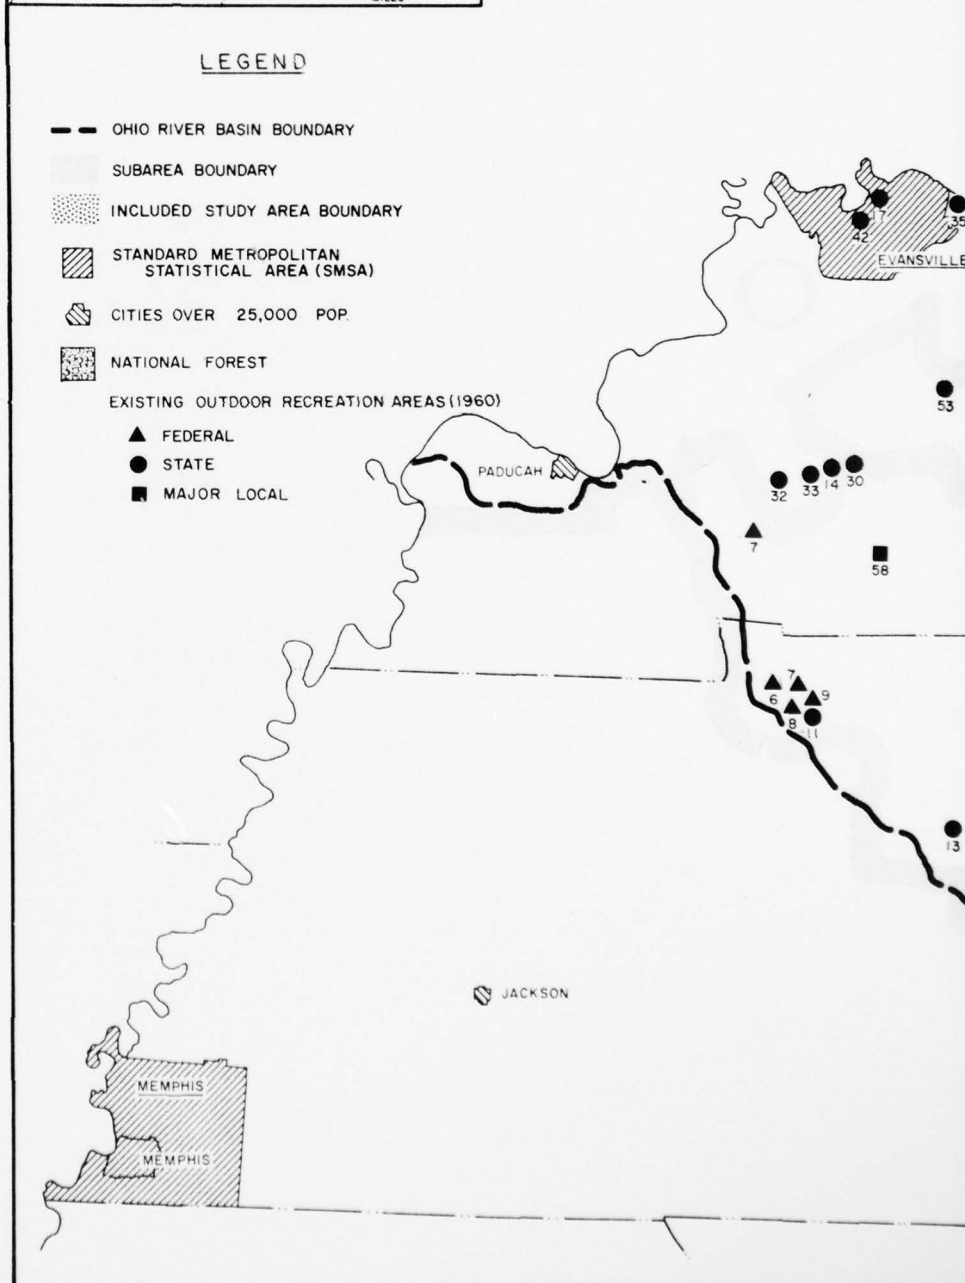 LEGEND
OHIO RIVER BASIN BOUNDARY
SUBAREA BOUNDARY
INCLUDED STUDY AREA BOUNDARY
STANDARD METROPOLITAN
STATISTICAL AREA (SMSA)
CITIES OVER 25,000 POP.
NATIONAL FOREST
EXISTING OUTDOOR RECREATION AREAS (1960)
FEDERAL
STATE
MAJOR LOCAL
17
35
42
EVANSVILLE
53
PADUCAH
32
33
14
30
7
58
7
6
9
8
11
13
JACKSON
MEMPHIS
MEMPHIS